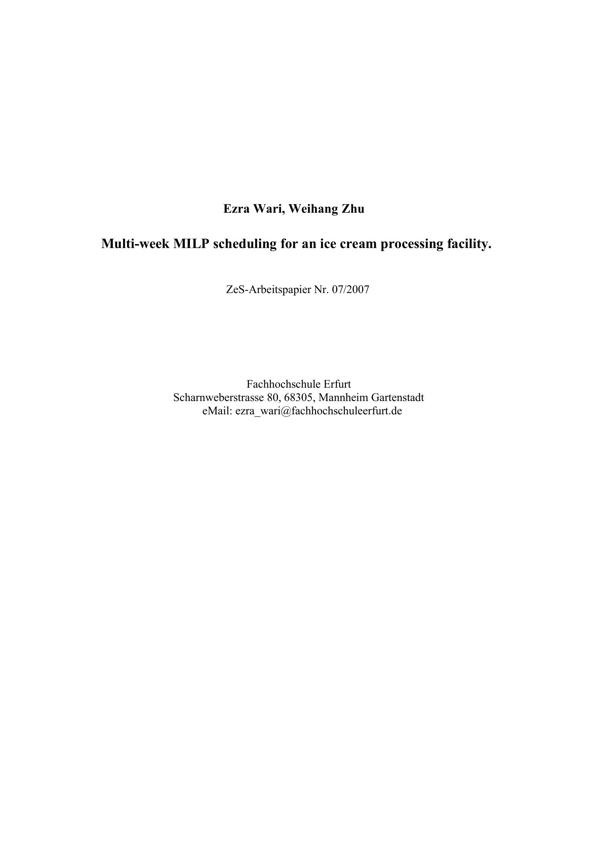 Ezra Wari, Weihang Zhu
Multi-week MILP scheduling for an ice cream processing facility.
ZeS-Arbeitspapier Nr. 07/2007
Fachhochschule Erfurt
Scharnweberstrasse 80, 68305, Mannheim Gartenstadt
eMail: ezra_wari@fachhochschuleerfurt.de